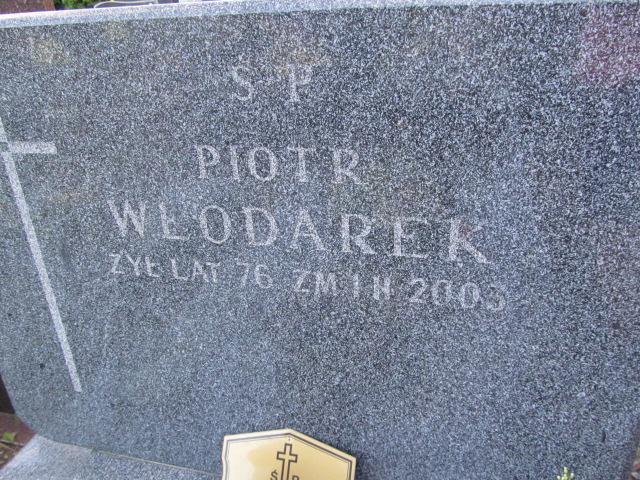 Ś P
PIOTR
WŁODAREK
ŻYŁ LAT 76 ZM 1 II 2003
Ś P